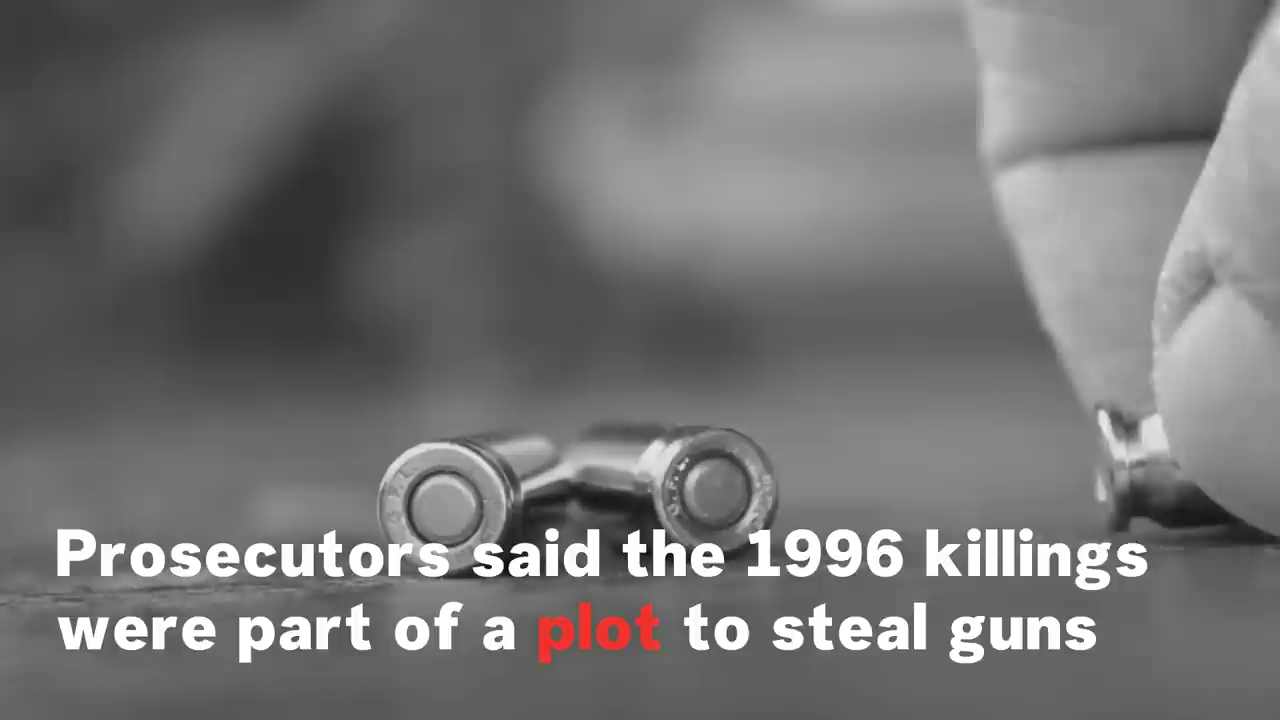 Prosecutors said the 1996 killings
were part of a plot to steal guns